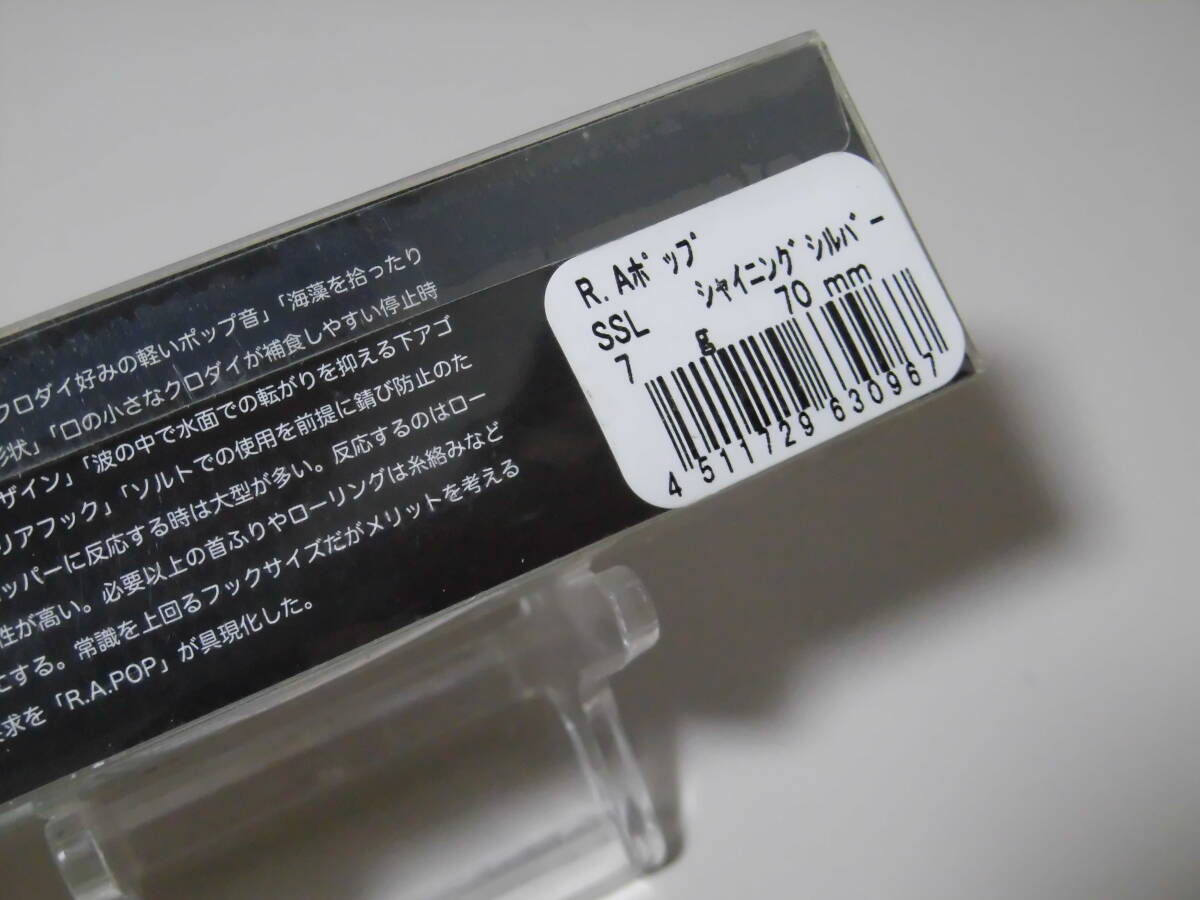 クロダイ好みの軽いポップ音」「海藻を拾ったり
形状」「口の小さなクロダイが補食しやすい停止時
ザイン」「波の中で水面での転がりを抑える下アゴ
リアフック」「ソルトでの使用を前提に錆び防止のた
ッパーに反応する時は大型が多い。反応するのはロー
性が高い。必要以上の首ふりやローリングは糸絡みなど
にする。常識を上回るフックサイズだがメリットを考える
求を「R.A.POP」が具現化した。
R.Aポップ
SSL シャイニングシルバー
7 g 70 mm
4511729630967